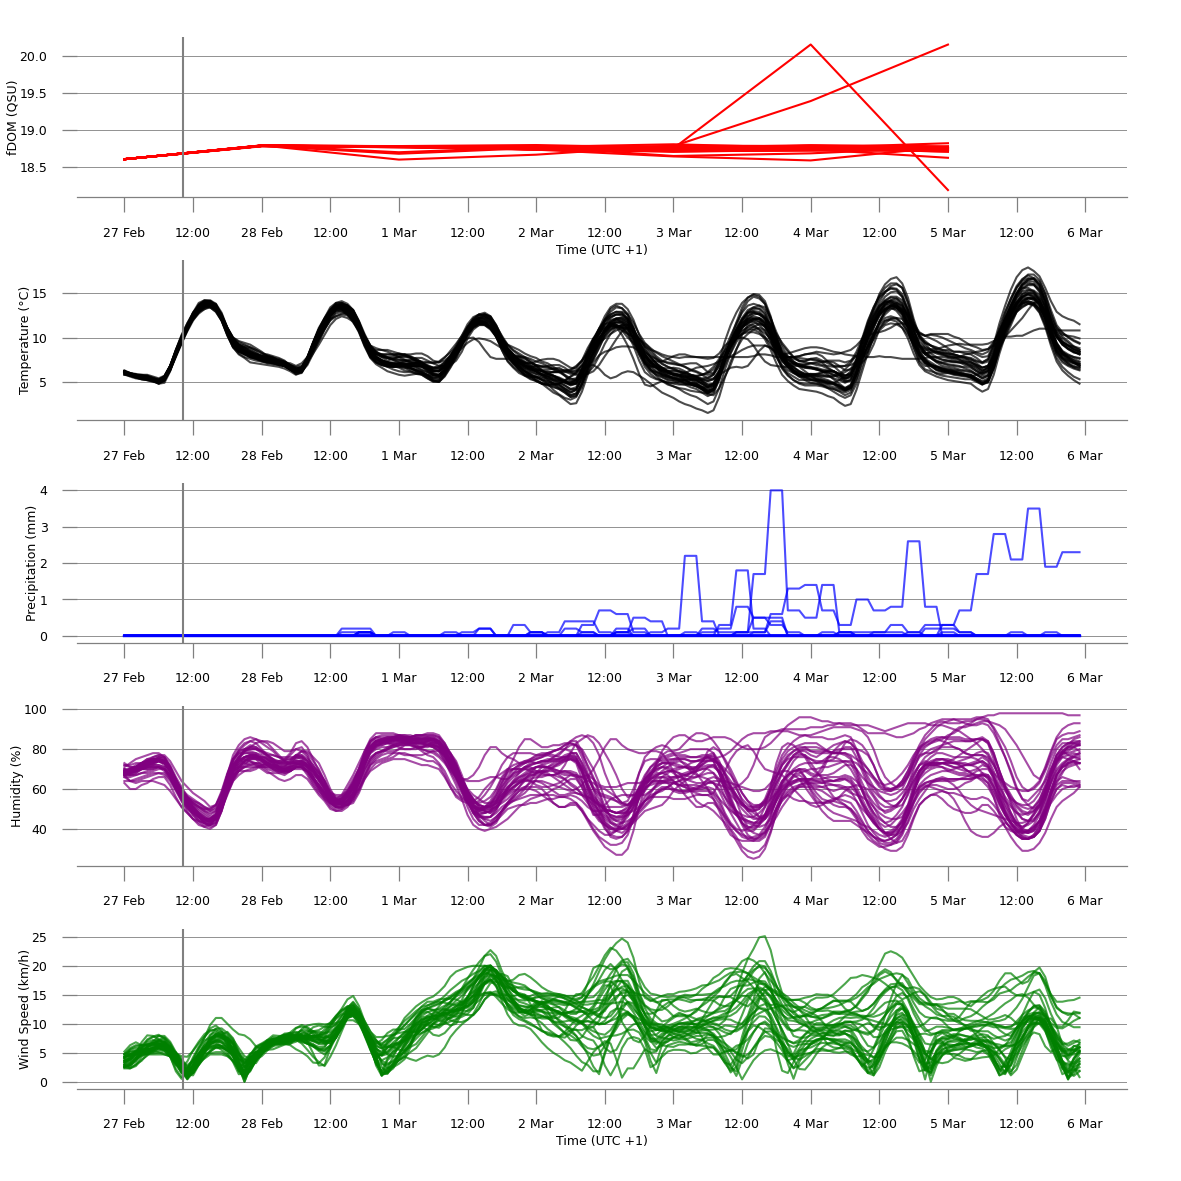 fDOM (QSU)
20.0
19.5
19.0
18.5
27 Feb 12:00 28 Feb 12:00 1 Mar 12:00 2 Mar 12:00 3 Mar 12:00 4 Mar 12:00 5 Mar 12:00 6 Mar
Time (UTC +1)
Temperature (°C)
15
10
5
27 Feb 12:00 28 Feb 12:00 1 Mar 12:00 2 Mar 12:00 3 Mar 12:00 4 Mar 12:00 5 Mar 12:00 6 Mar
Precipitation (mm)
4
3
2
1
0
27 Feb 12:00 28 Feb 12:00 1 Mar 12:00 2 Mar 12:00 3 Mar 12:00 4 Mar 12:00 5 Mar 12:00 6 Mar
Humidity (%)
100
80
60
40
27 Feb 12:00 28 Feb 12:00 1 Mar 12:00 2 Mar 12:00 3 Mar 12:00 4 Mar 12:00 5 Mar 12:00 6 Mar
Wind Speed (km/h)
25
20
15
10
5
0
27 Feb 12:00 28 Feb 12:00 1 Mar 12:00 2 Mar 12:00 3 Mar 12:00 4 Mar 12:00 5 Mar 12:00 6 Mar
Time (UTC +1)